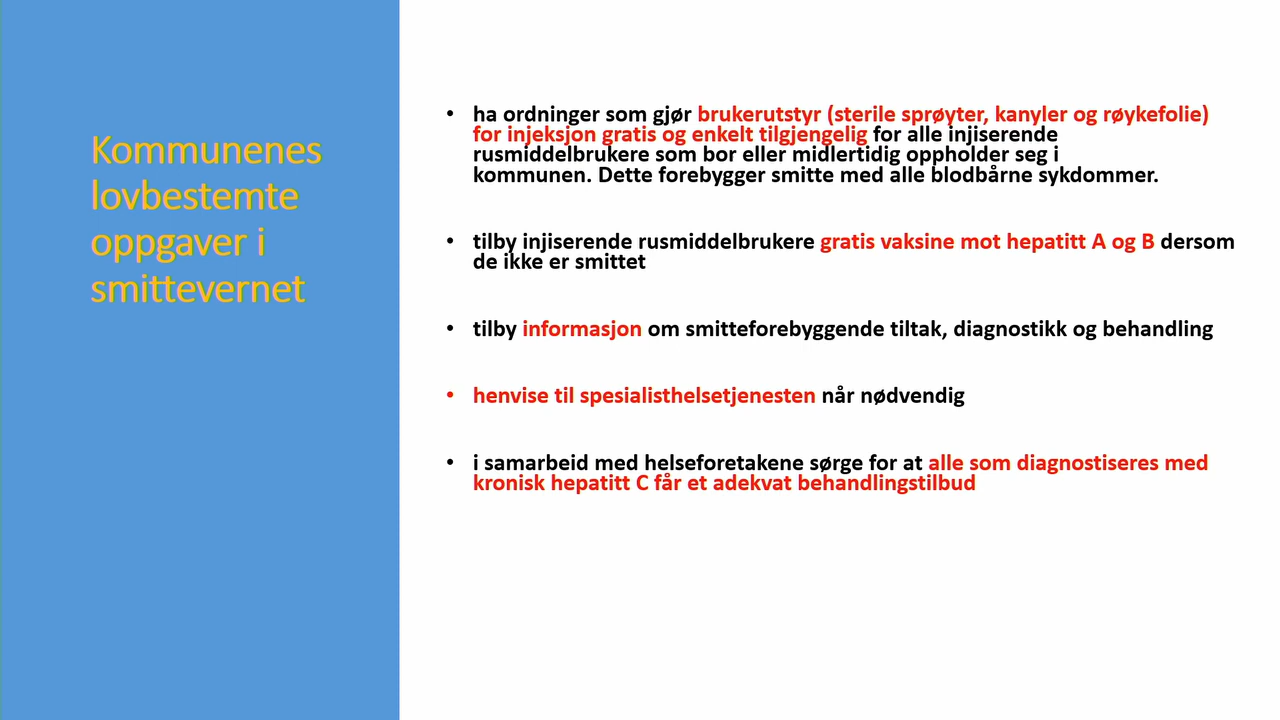 Kommunenes
lovbestemte
oppgaver i
smittevernet
• ha ordninger som gjør brukerutstyr (sterile sprøyter, kanyler og røykefolie)
for injeksjon gratis og enkelt tilgjengelig for alle injiserende
rusmiddelbrukere som bor eller midlertidig oppholder seg i
kommunen. Dette forebygger smitte med alle blodbårne sykdommer.
• tilby injiserende rusmiddelbrukere gratis vaksine mot hepatitt A og B dersom
de ikke er smittet
• tilby informasjon om smitteforebyggende tiltak, diagnostikk og behandling
• henvise til spesialisthelsetjenesten når nødvendig
• i samarbeid med helseforetakene sørge for at alle som diagnostiseres med
kronisk hepatitt C får et adekvat behandlingstilbud